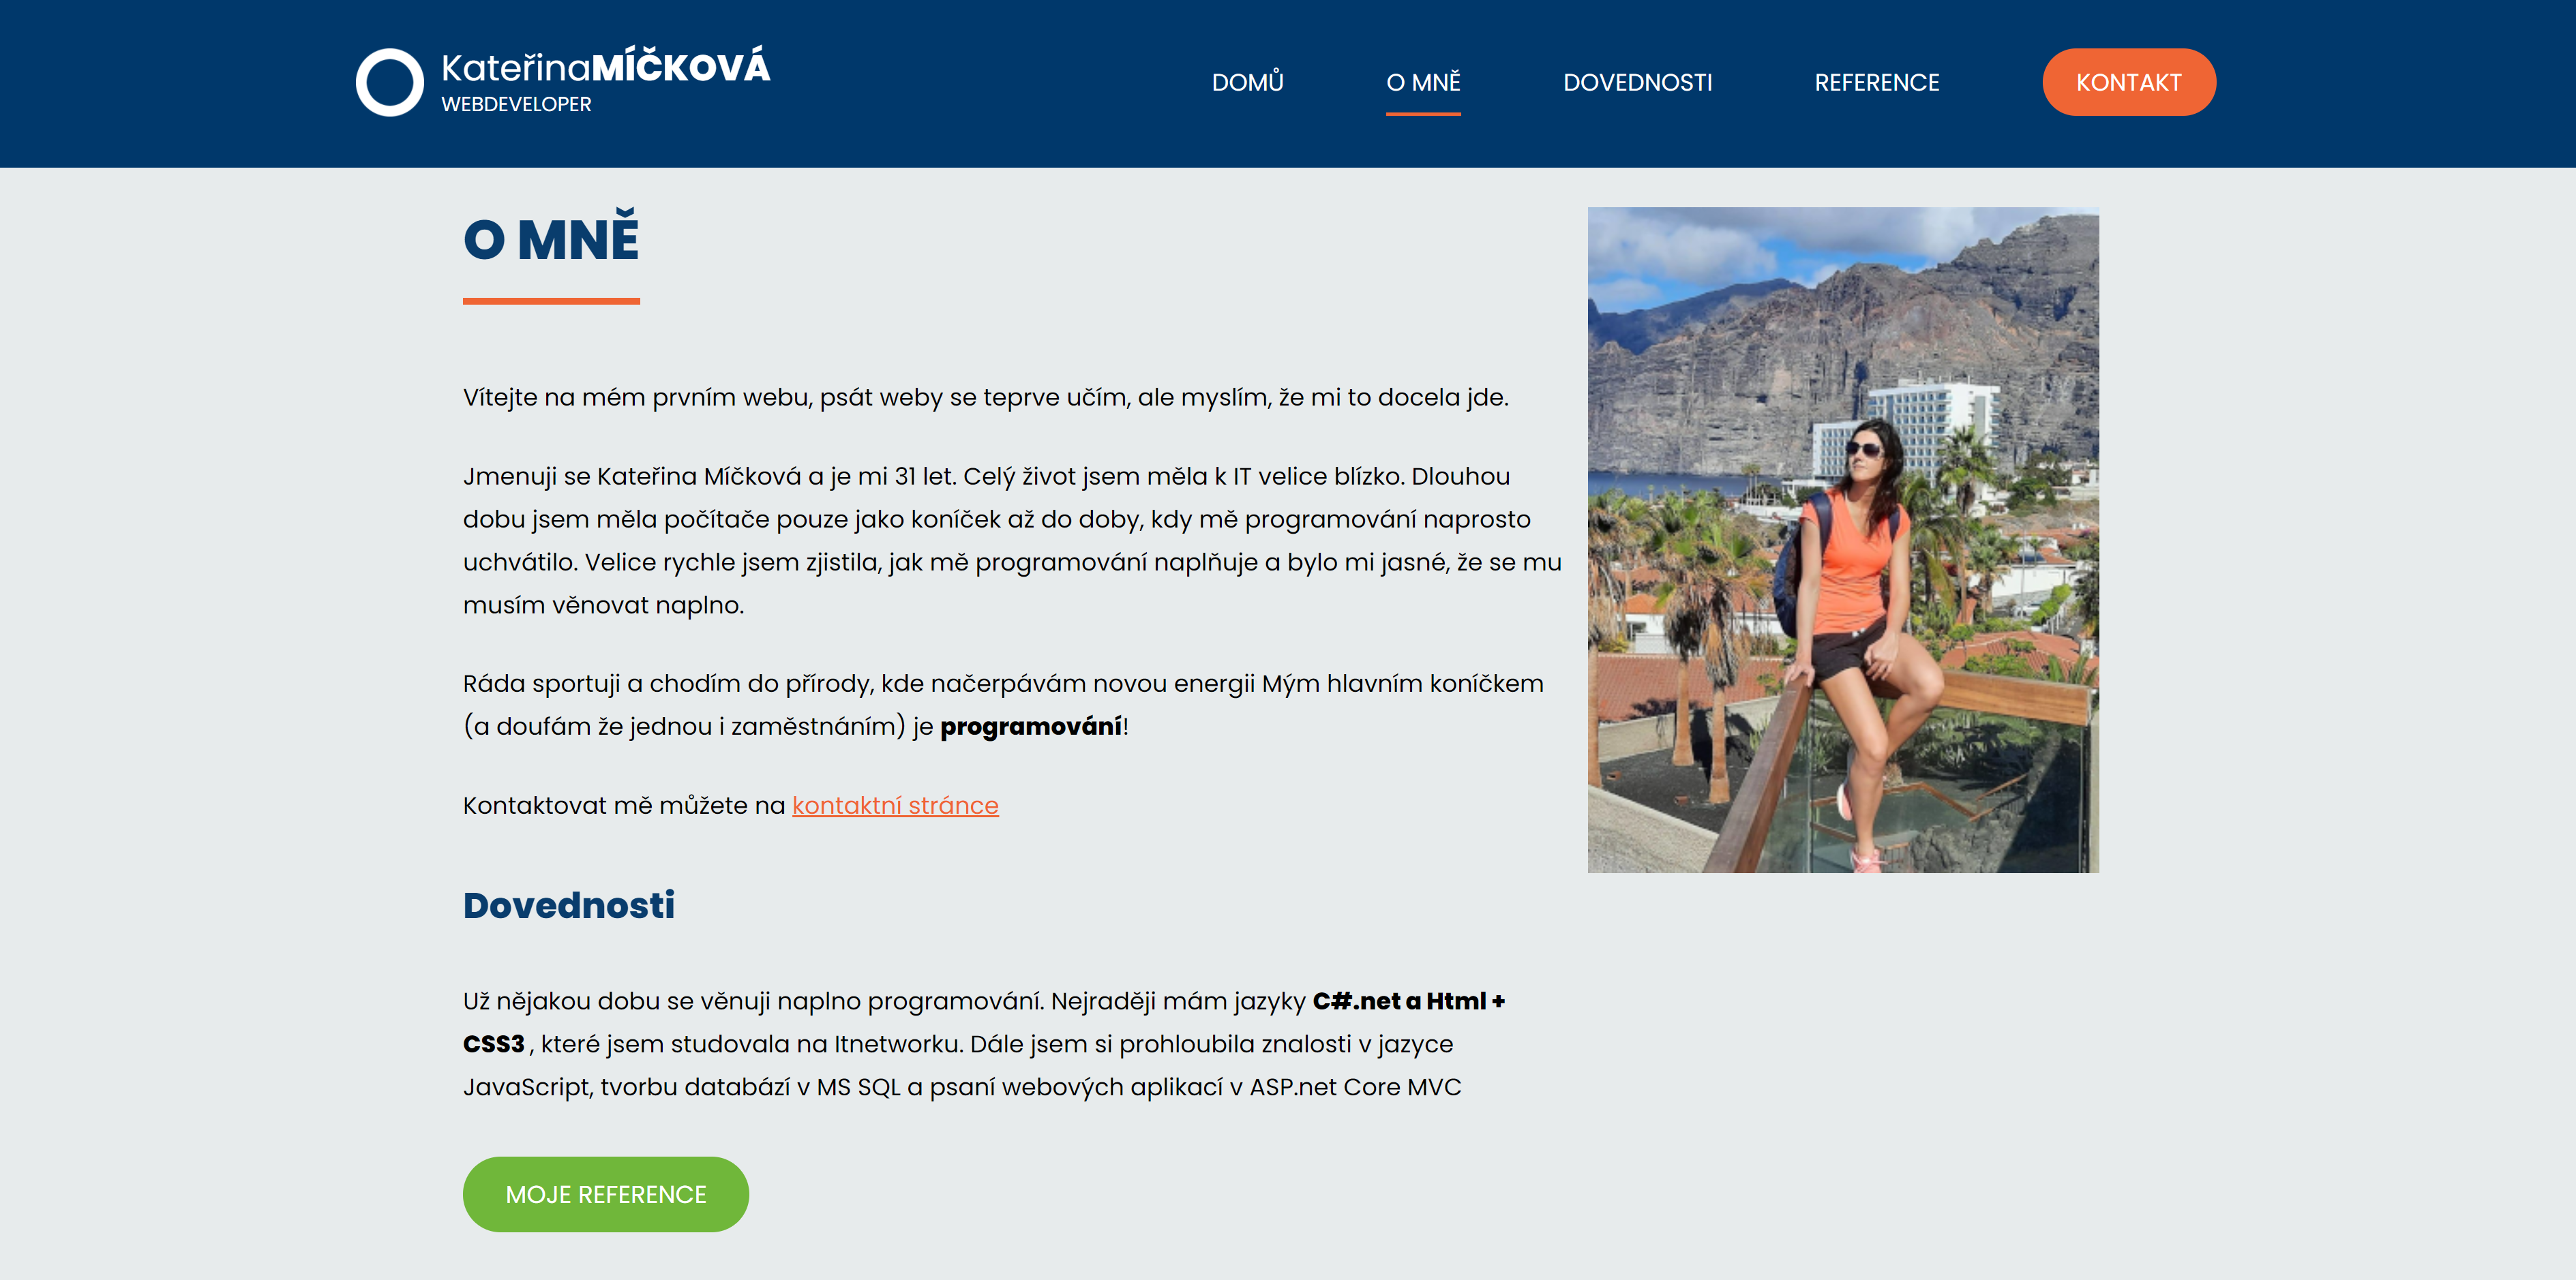 KateřinaMÍČKOVÁ
WEBDEVELOPER
DOMŮ
O MNĚ
DOVEDNOSTI
REFERENCE
KONTAKT
O MNĚ
Vítejte na mém prvním webu, psát weby se teprve učím, ale myslím, že mi to docela jde.
Jmenuji se Kateřina Míčková a je mi 31 let. Celý život jsem měla k IT velice blízko. Dlouhou
dobu jsem měla počítače pouze jako koníček až do doby, kdy mě programování naprosto
uchvátilo. Velice rychle jsem zjistila, jak mě programování naplňuje a bylo mi jasné, že se mu
musím věnovat naplno.
Ráda sportuji a chodím do přírody, kde načerpávám novou energii Mým hlavním koníčkem
(a doufám že jednou i zaměstnáním) je programování!
Kontaktovat mě můžete na kontaktní stránce
Dovednosti
Už nějakou dobu se věnuji naplno programování. Nejraději mám jazyky C#.net a Html +
CSS3 , které jsem studovala na Itnetworku. Dále jsem si prohloubila znalosti v jazyce
JavaScript, tvorbu databází v MS SQL a psaní webových aplikací v ASP.net Core MVC
MOJE REFERENCE